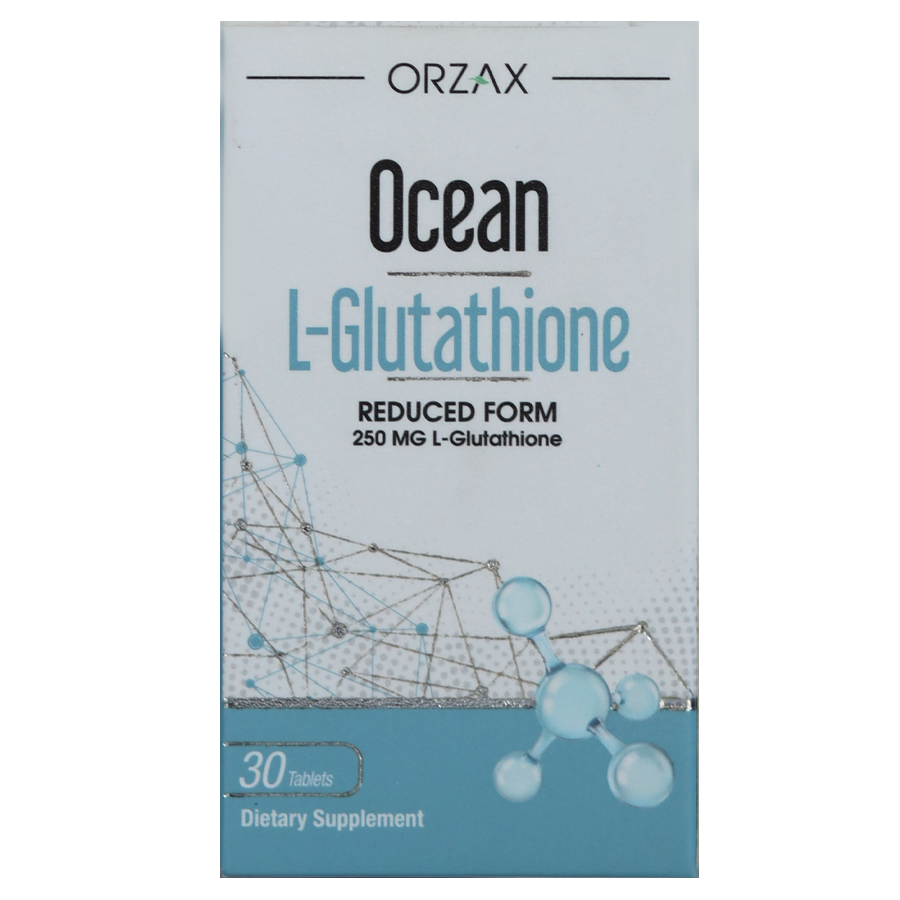 ORZAX
Ocean
L-Glutathione
REDUCED FORM
250 MG L-Glutathione
30 Tablets
Dietary Supplement